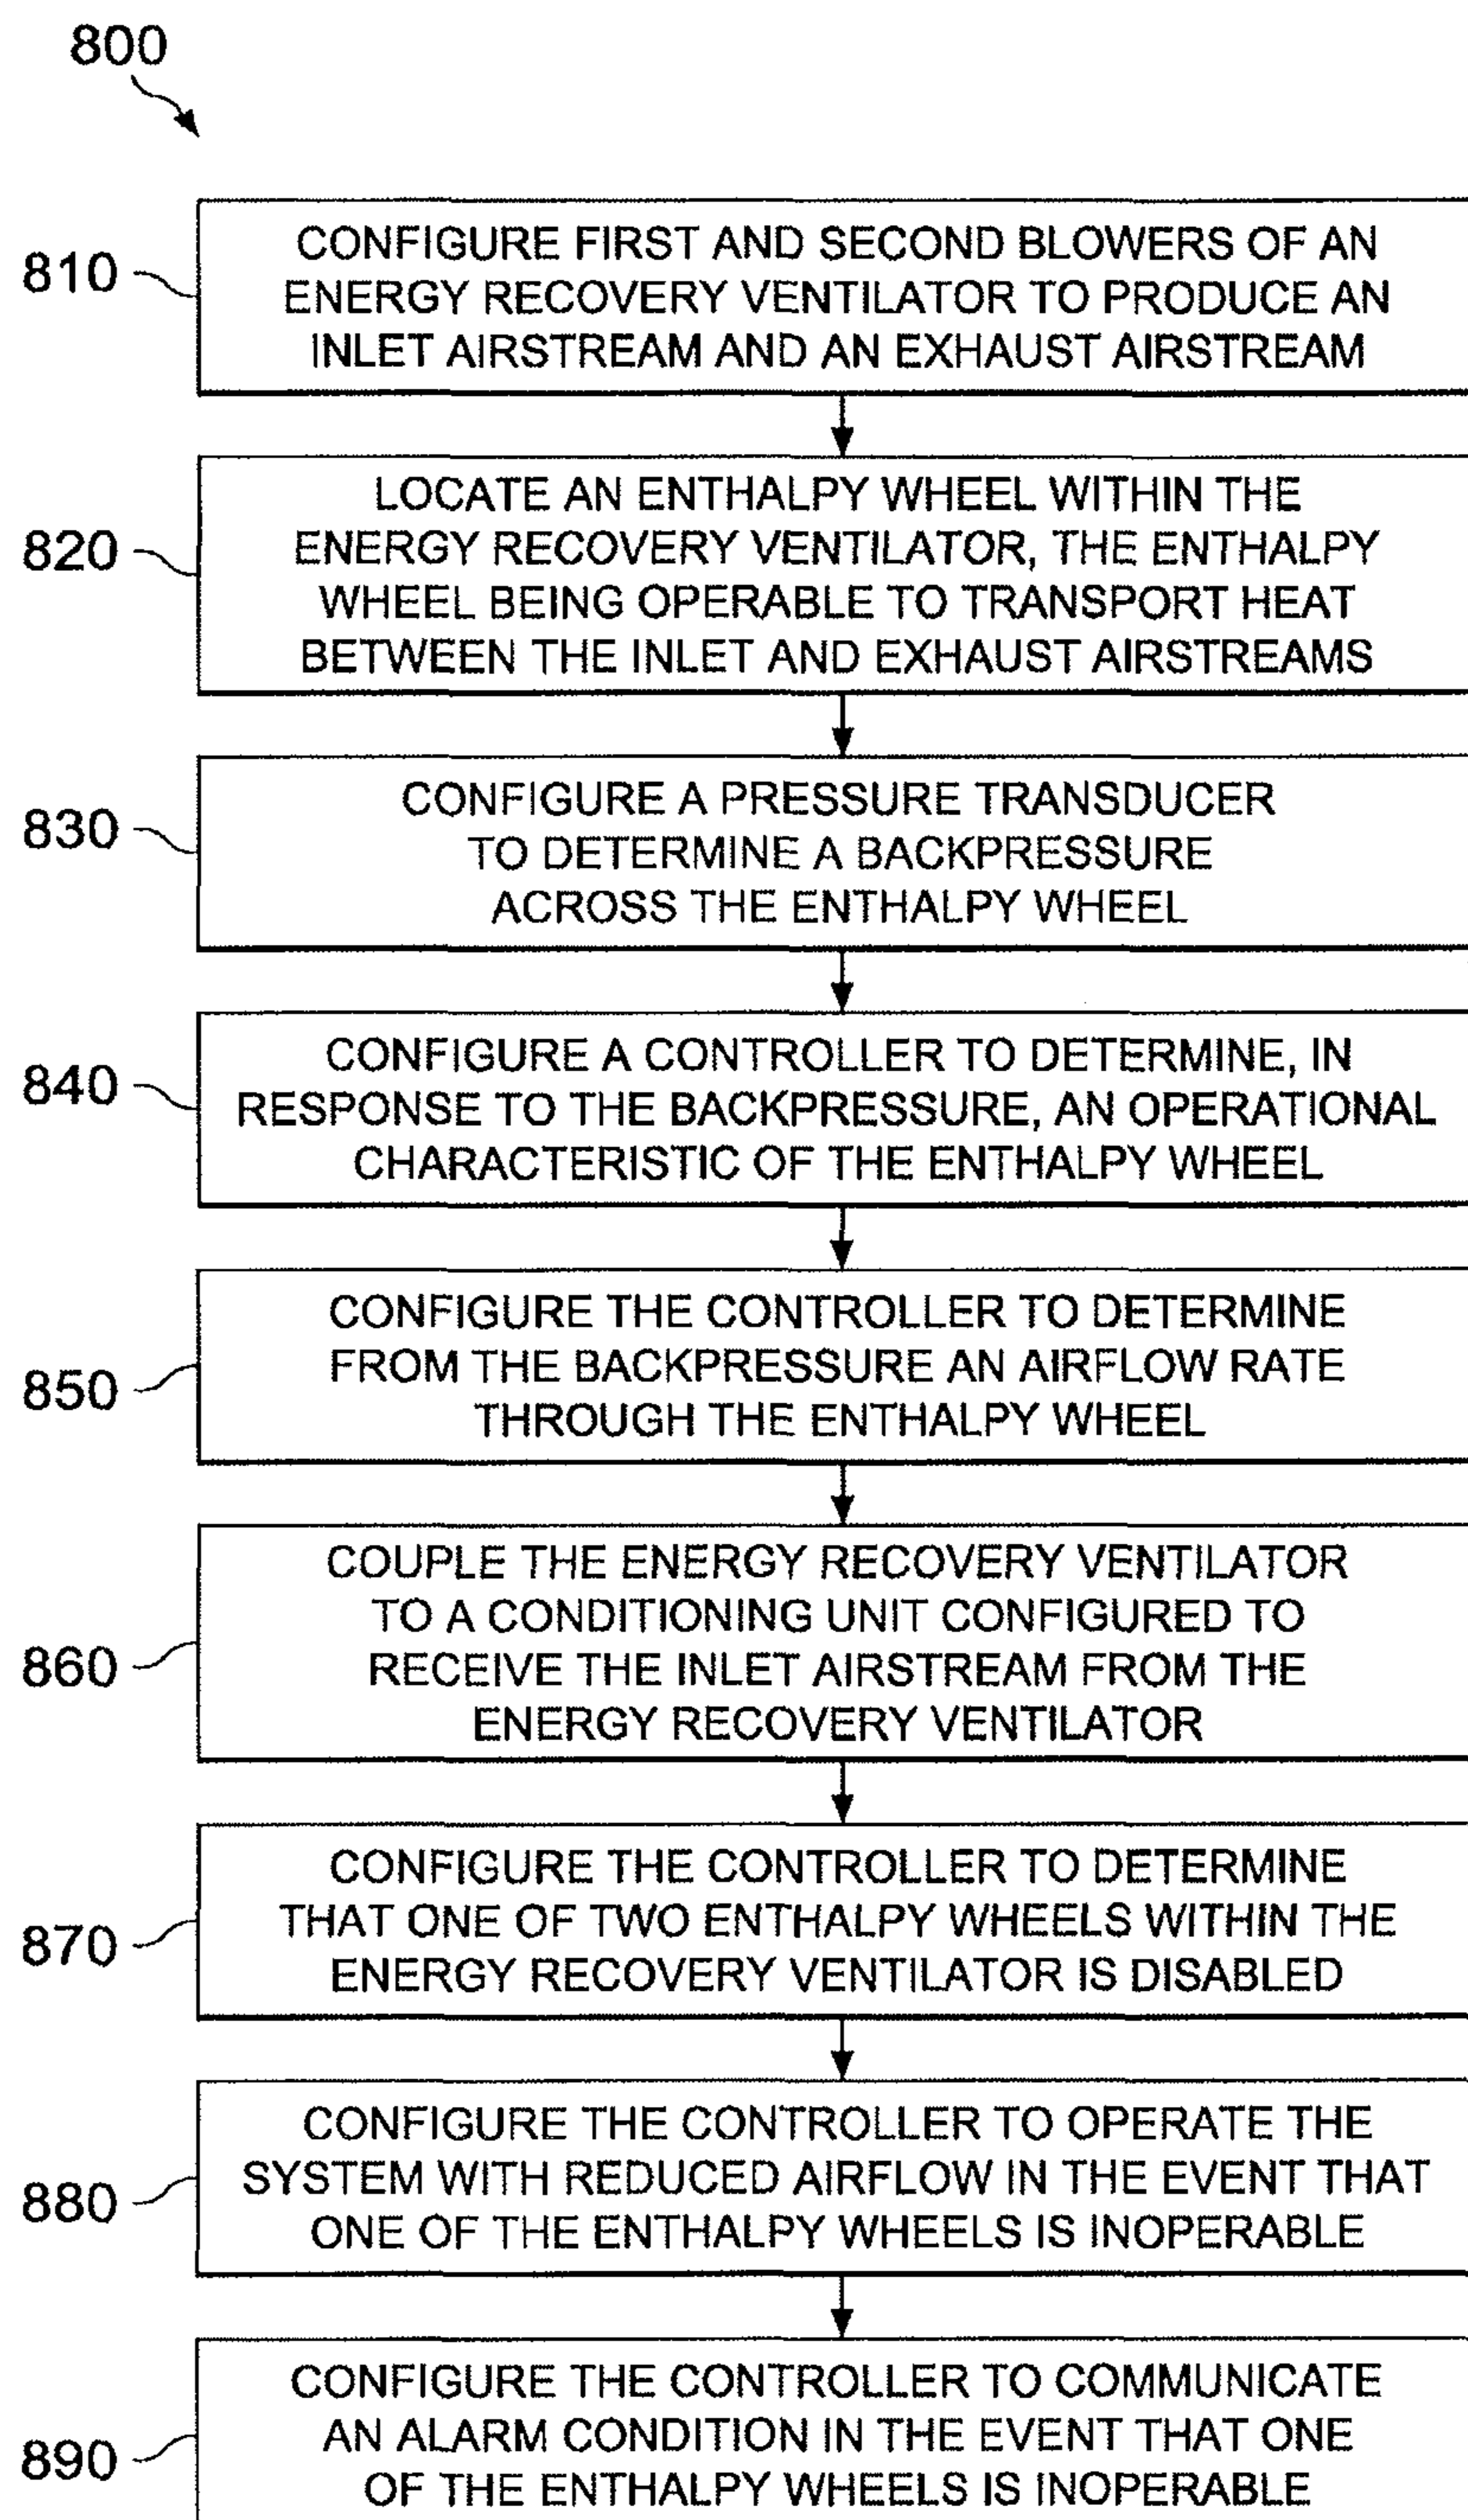 800
810
CONFIGURE FIRST AND SECOND BLOWERS OF AN
ENERGY RECOVERY VENTILATOR TO PRODUCE AN
INLET AIRSTREAM AND AN EXHAUST AIRSTREAM
820
LOCATE AN ENTHALPY WHEEL WITHIN THE
ENERGY RECOVERY VENTILATOR, THE ENTHALPY
WHEEL BEING OPERABLE TO TRANSPORT HEAT
BETWEEN THE INLET AND EXHAUST AIRSTREAMS
830
CONFIGURE A PRESSURE TRANSDUCER
TO DETERMINE A BACKPRESSURE
ACROSS THE ENTHALPY WHEEL
840
CONFIGURE A CONTROLLER TO DETERMINE, IN
RESPONSE TO THE BACKPRESSURE, AN OPERATIONAL
CHARACTERISTIC OF THE ENTHALPY WHEEL
850
CONFIGURE THE CONTROLLER TO DETERMINE
FROM THE BACKPRESSURE AN AIRFLOW RATE
THROUGH THE ENTHALPY WHEEL
860
COUPLE THE ENERGY RECOVERY VENTILATOR
TO A CONDITIONING UNIT CONFIGURED TO
RECEIVE THE INLET AIRSTREAM FROM THE
ENERGY RECOVERY VENTILATOR
870
CONFIGURE THE CONTROLLER TO DETERMINE
THAT ONE OF TWO ENTHALPY WHEELS WITHIN THE
ENERGY RECOVERY VENTILATOR IS DISABLED
880
CONFIGURE THE CONTROLLER TO OPERATE THE
SYSTEM WITH REDUCED AIRFLOW IN THE EVENT THAT
ONE OF THE ENTHALPY WHEELS IS INOPERABLE
890
CONFIGURE THE CONTROLLER TO COMMUNICATE
AN ALARM CONDITION IN THE EVENT THAT ONE
OF THE ENTHALPY WHEELS IS INOPERABLE